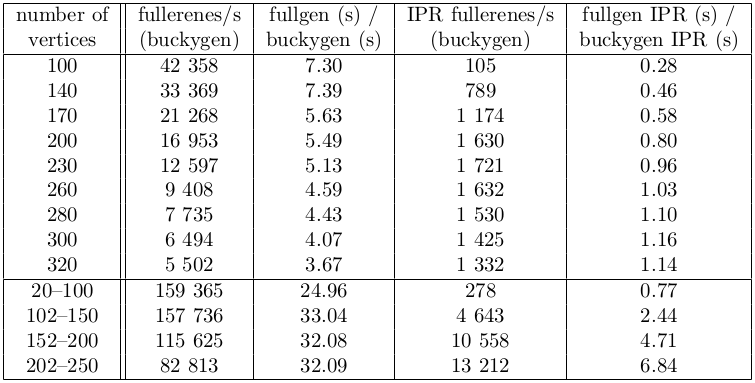 number of fullerenes/s fullgen (s) / IPR fullerenes/s fullgen IPR (s) /
vertices (buckygen) buckygen (s) (buckygen) buckygen IPR (s)
100 42 358 7.30 105 0.28
140 33 369 7.39 789 0.46
170 21 268 5.63 1 174 0.58
200 16 953 5.49 1 630 0.80
230 12 597 5.13 1 721 0.96
260 9 408 4.59 1 632 1.03
280 7 735 4.43 1 530 1.10
300 6 494 4.07 1 425 1.16
320 5 502 3.67 1 332 1.14
20–100 159 365 24.96 278 0.77
102–150 157 736 33.04 4 643 2.44
152–200 115 625 32.08 10 558 4.71
202–250 82 813 32.09 13 212 6.84